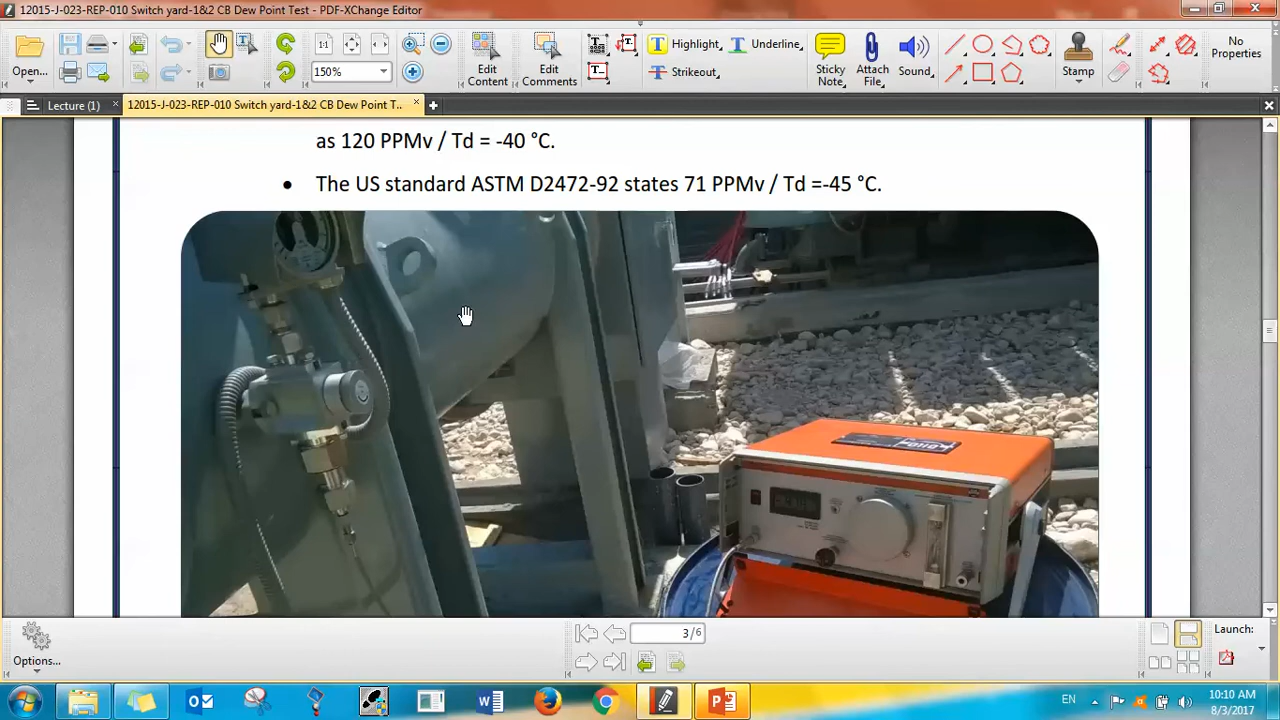 12015-J-REP-010 Switch yard-1&2 CB Dew Point Test - PDF-XChange Editor
Open...
150%
1:1
Edit Content
Edit Comments
Highlight
Underline
Strikeout
Sticky Note
Attach File
Sound
Stamp
No Properties
Lecture (1)
12015-J-023-REP-010 Switch yard-1&2 CB Dew Point T..
as 120 PPMv / Td = -40 °C.
• The US standard ASTM D2472-92 states 71 PPMv / Td =-45 °C.
Options...
3/6
Launch:
EN
10:10 AM
8/3/2017